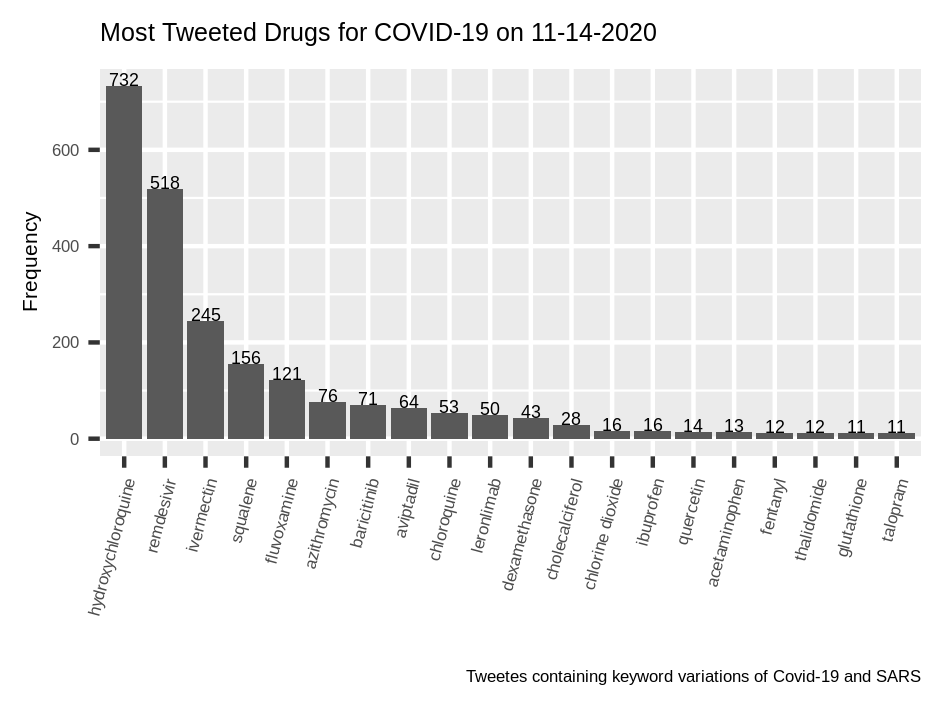 Most Tweeted Drugs for COVID-19 on 11-14-2020
Frequency
600
400
200
0
732
518
245
156
121
76
71
64
53
50
43
28
16
16
14
13
12
12
11
11
hydroxychloroquine
remdesivir
ivermectin
squalene
fluvoxamine
azithromycin
baricitinib
aviptadil
chloroquine
leronlimab
dexamethasone
cholecalciferol
chlorine dioxide
ibuprofen
quercetin
acetaminophen
fentanyl
thalidomide
glutathione
talopram
Tweetes containing keyword variations of Covid-19 and SARS